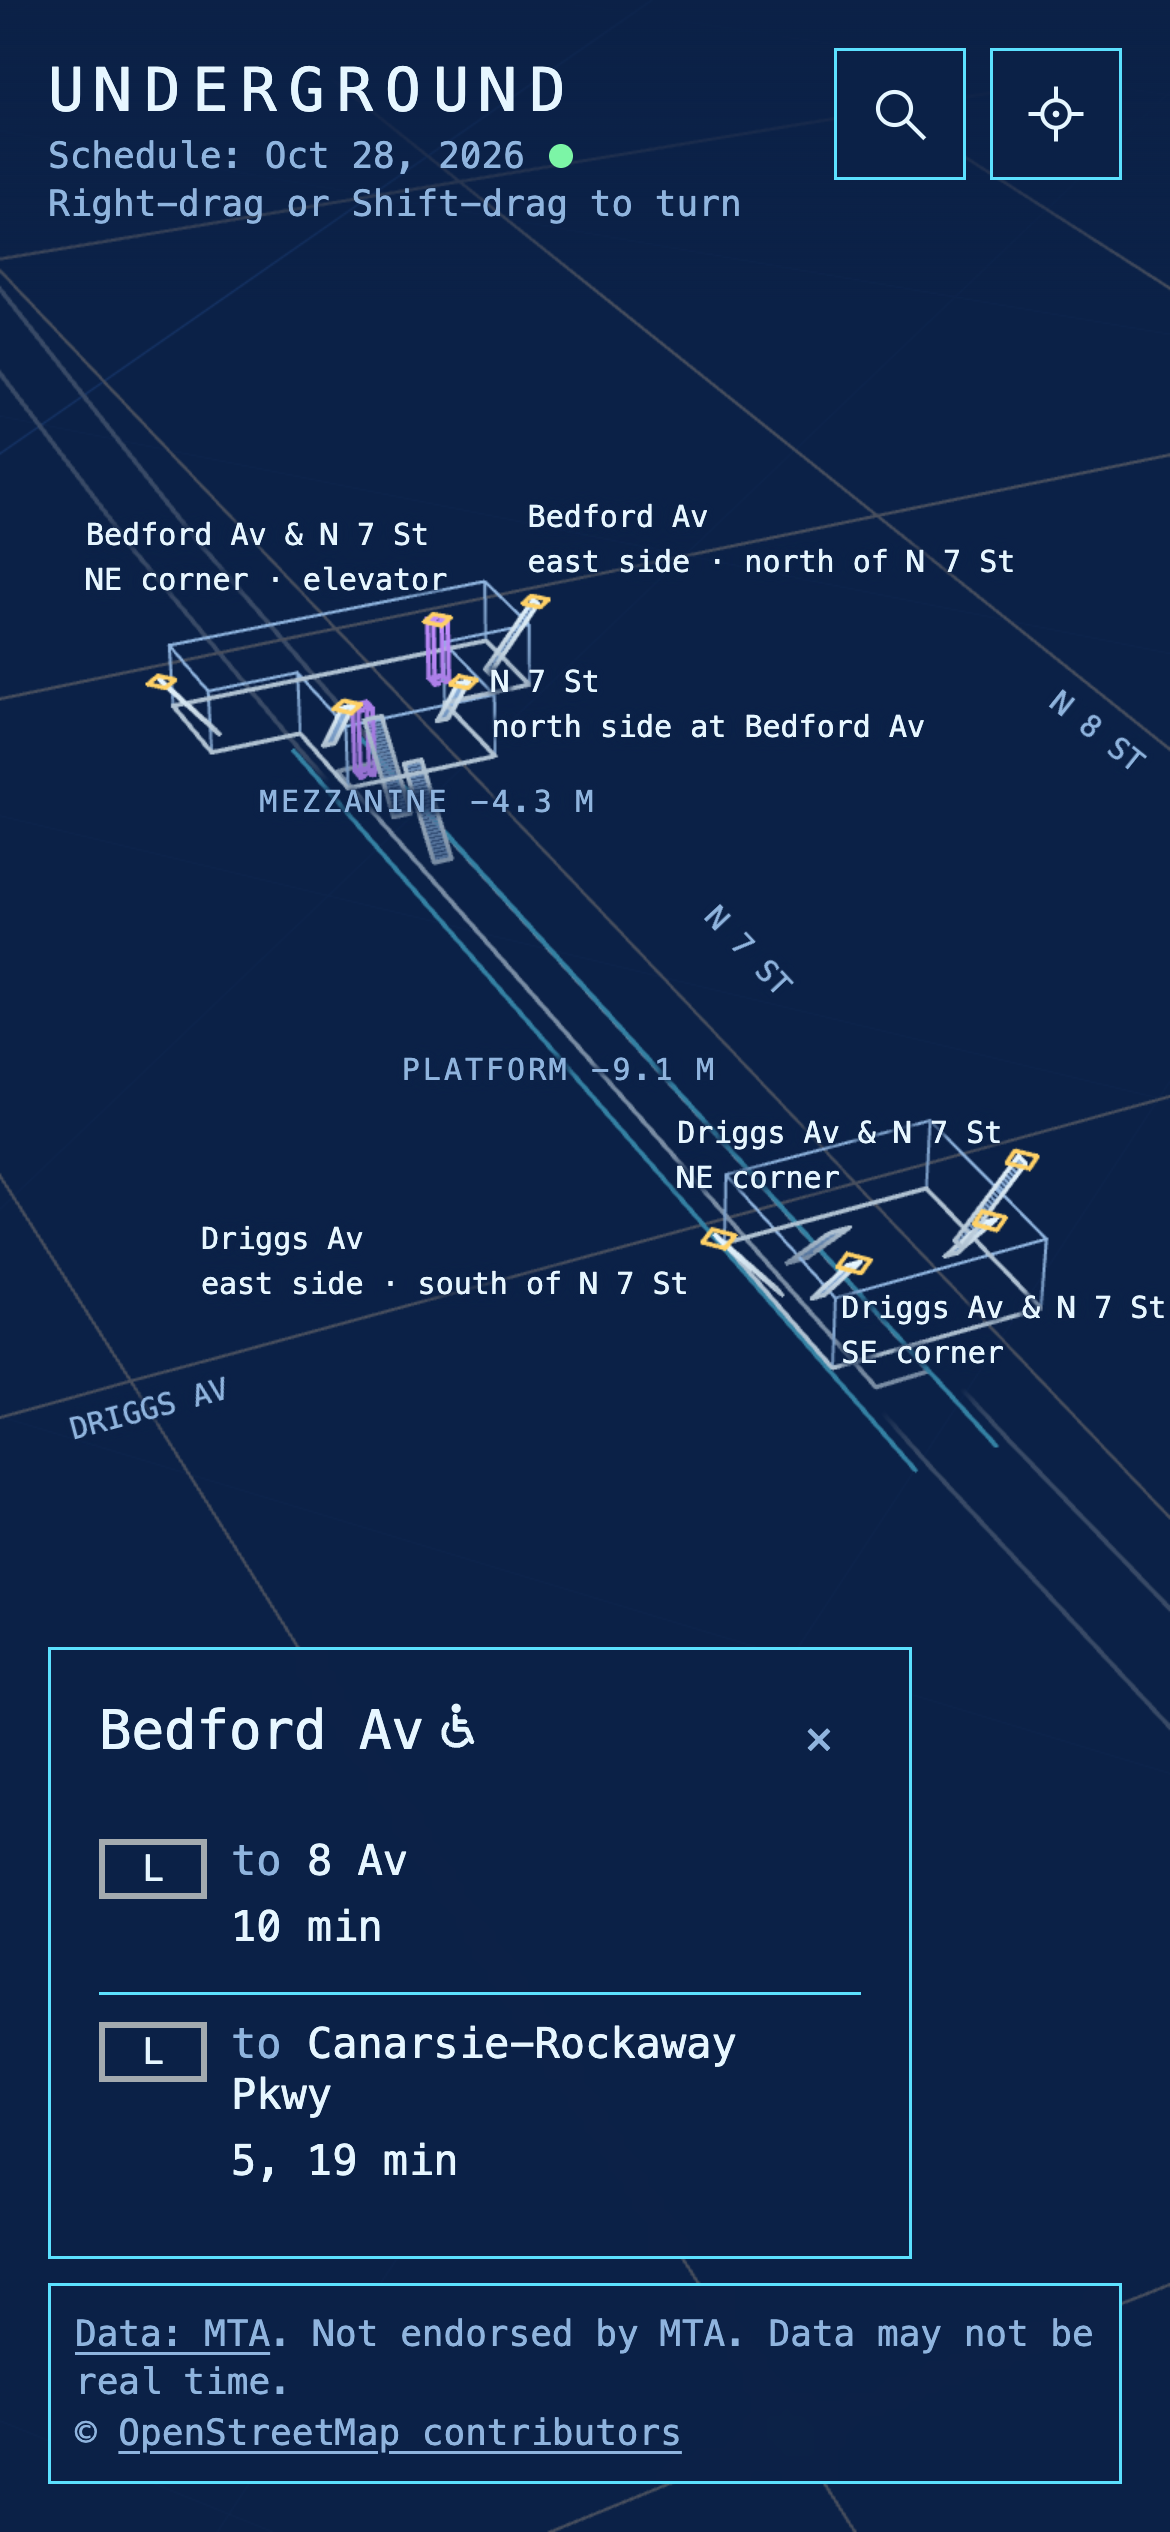 UNDERGROUND
Schedule: Oct 28, 2026
Right-drag or Shift-drag to turn
Bedford Av
east side · north of N 7 St
Bedford Av & N 7 St
NE corner · elevator
N 7 St
north side at Bedford Av
N 8 ST
MEZZANINE -4.3 M
N 7 ST
PLATFORM -9.1 M
Driggs Av & N 7 St
NE corner
Driggs Av
east side · south of N 7 St
Driggs Av & N 7 St
SE corner
DRIGGS AV
Bedford Av
×
L to 8 Av
10 min
L to Canarsie-Rockaway
Pkwy
5, 19 min
Data: MTA. Not endorsed by MTA. Data may not be
real time.
© OpenStreetMap contributors